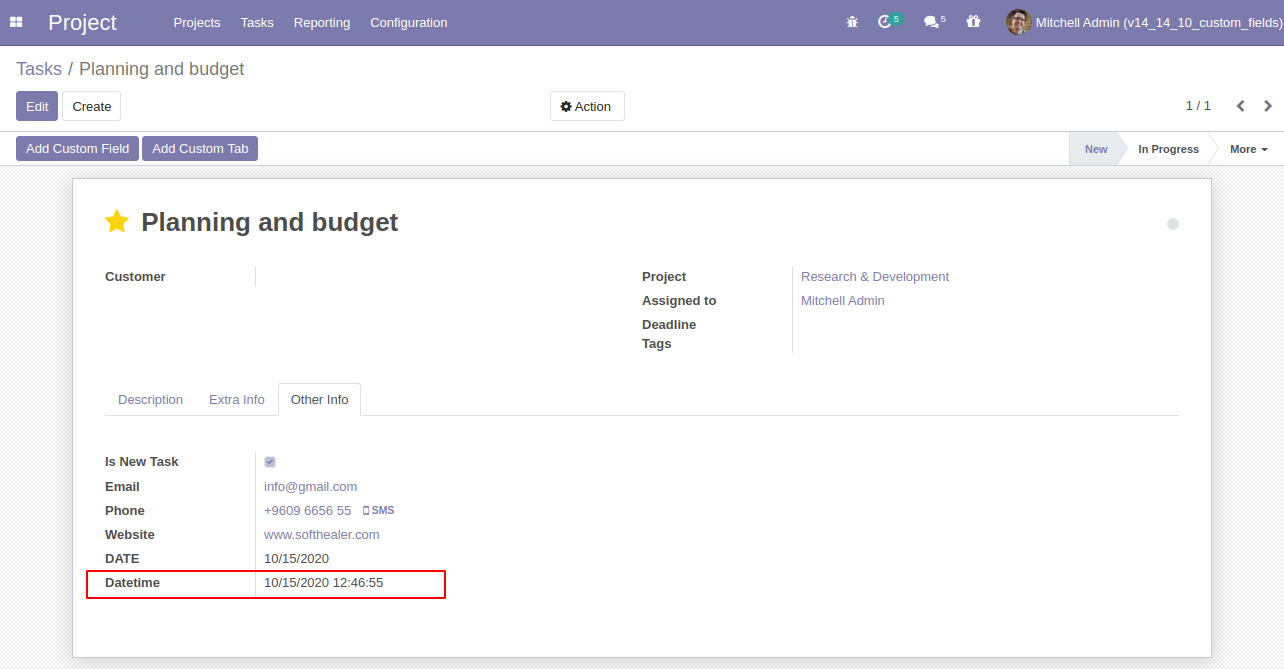 Project Projects Tasks Reporting Configuration 5 5 Mitchell Admin (v14_14_10_custom_fields)
Tasks / Planning and budget
Edit Create Action 1 / 1
Add Custom Field Add Custom Tab New In Progress More
Planning and budget
Customer
Project Research & Development
Assigned to Mitchell Admin
Deadline
Tags
Description Extra Info Other Info
Is New Task
Email info@gmail.com
Phone +9609 6656 55 SMS
Website www.softhealer.com
DATE 10/15/2020
Datetime 10/15/2020 12:46:55